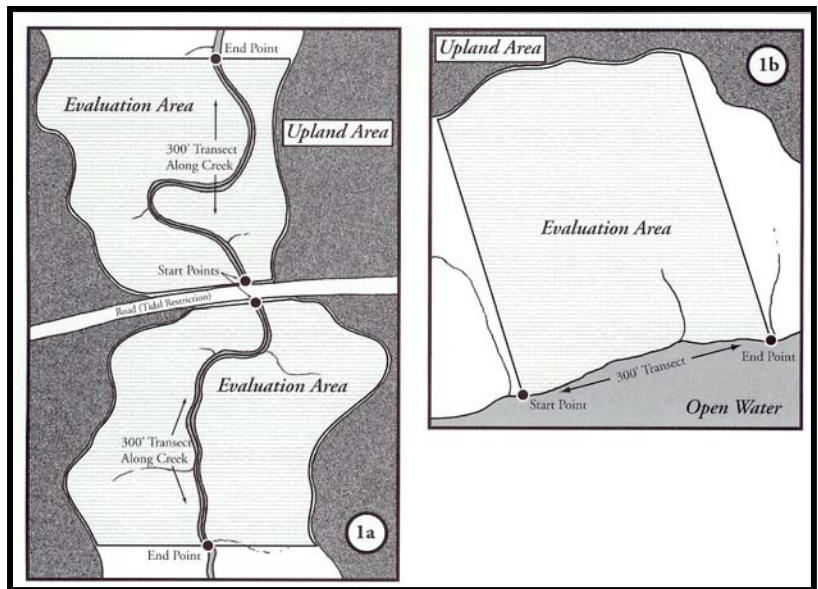 End Point
Evaluation Area
Upland Area
300' Transect
Along Creek
Start Points
Road (Tidal Restriction)
Evaluation Area
300' Transect
Along Creek
1a
End Point
Upland Area
1b
Evaluation Area
300' Transect
End Point
Start Point
Open Water